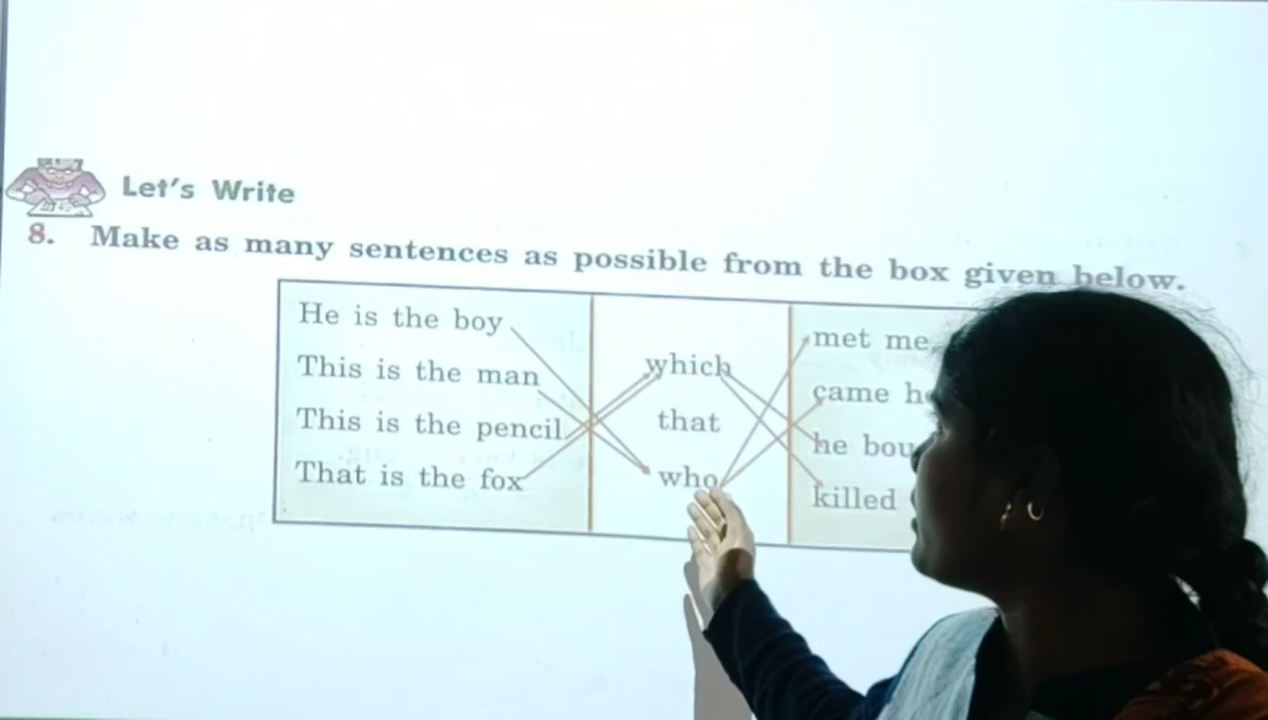 Let's Write
8. Make as many sentences as possible from the box given below.
He is the boy
This is the man
This is the pencil
That is the fox
which
that
who
met me
came
he
killed